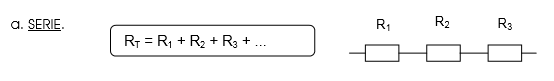 a. SERIE.
R_T = R_1 + R_2 + R_3 + ...
R_1 R_2 R_3